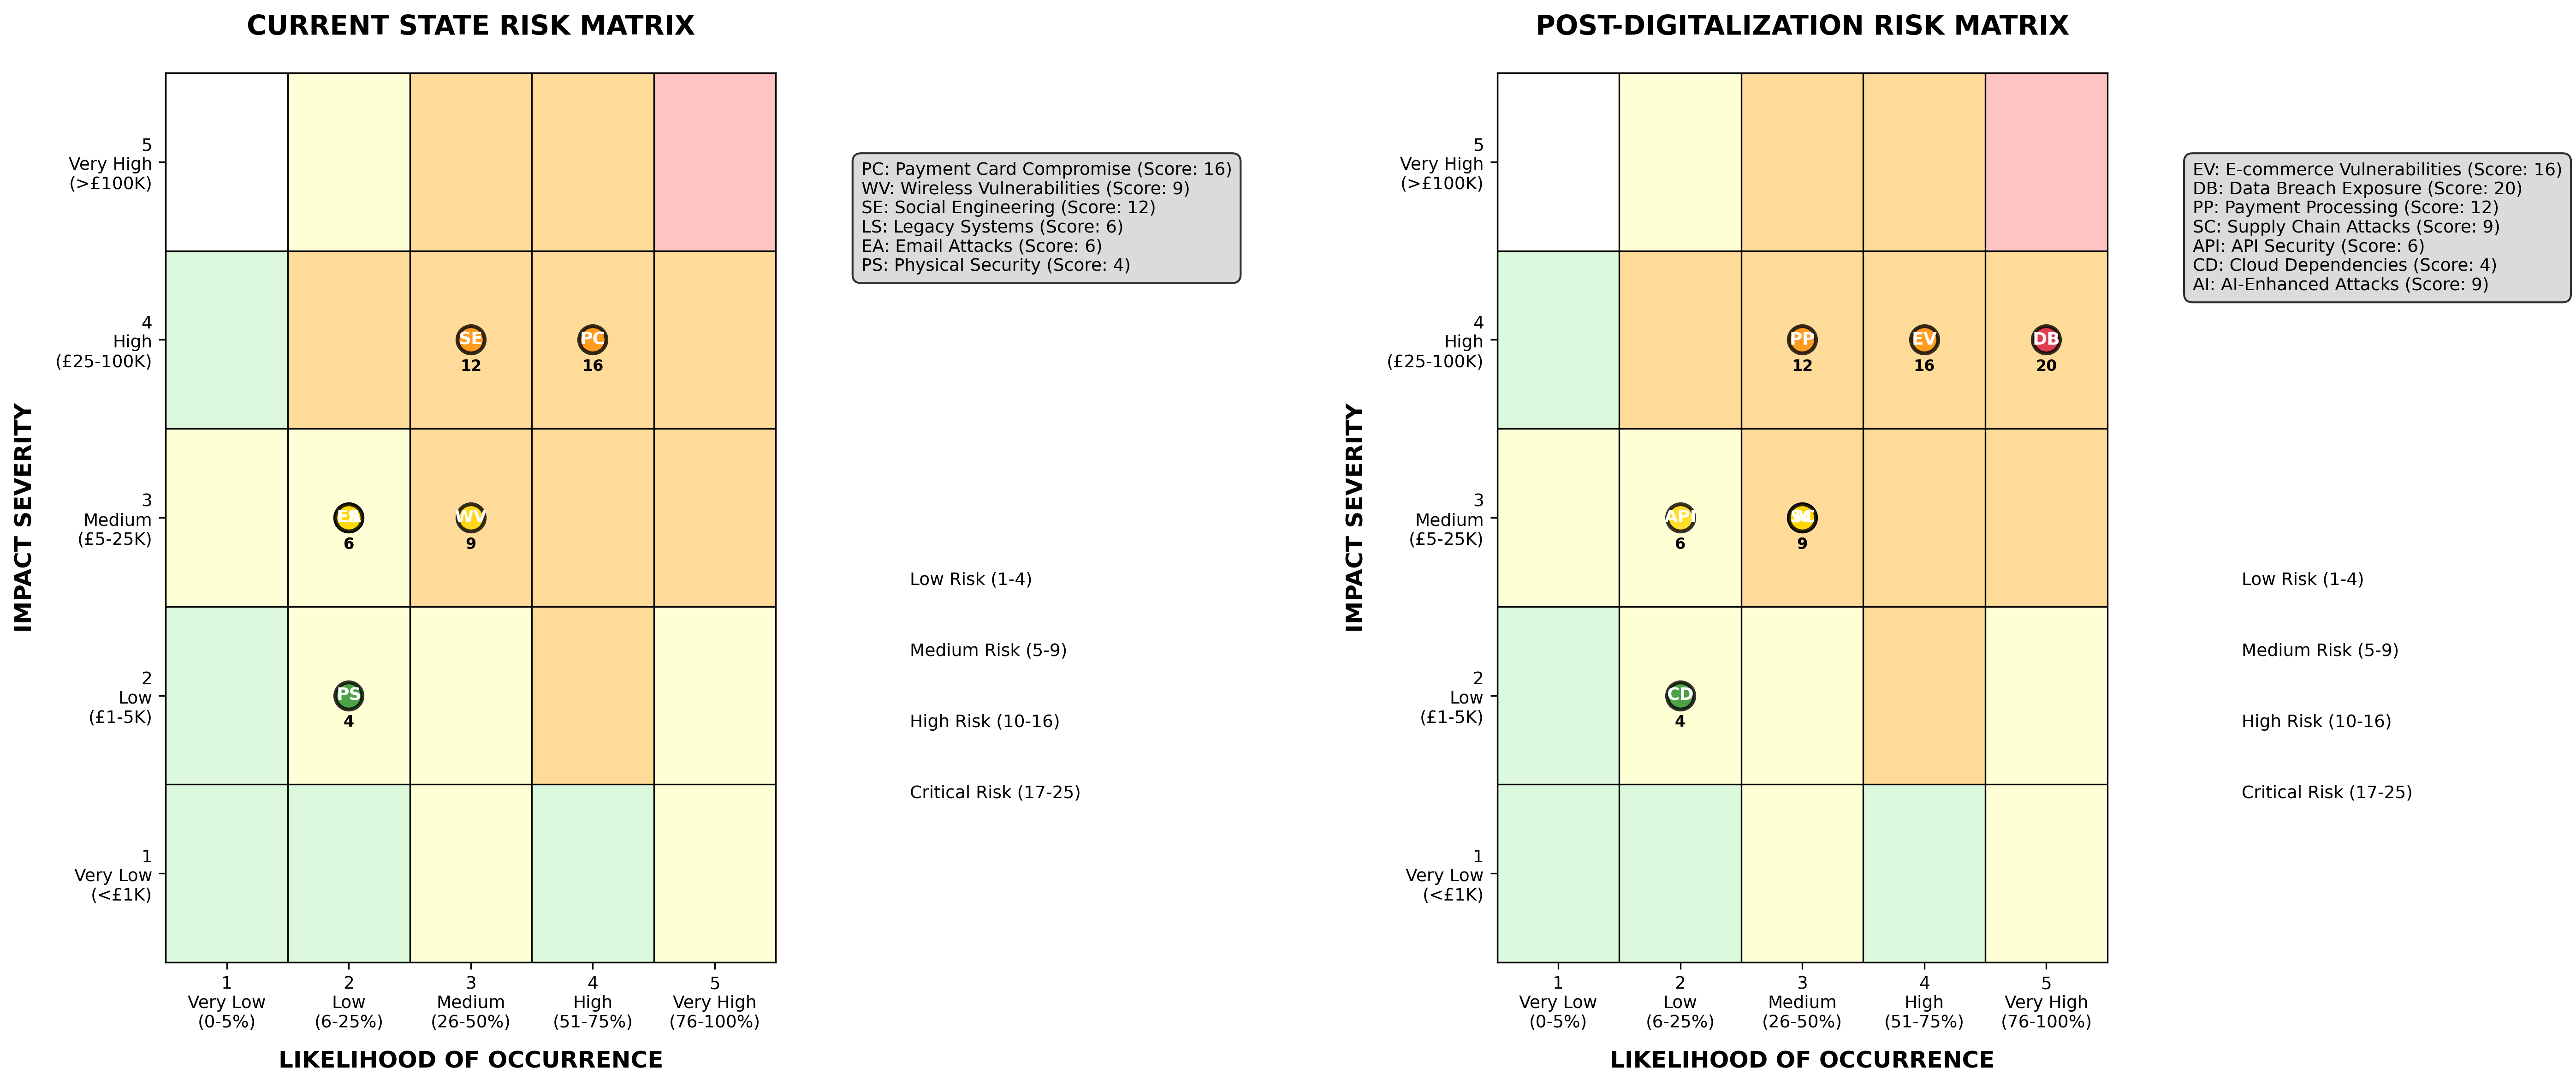 CURRENT STATE RISK MATRIX
IMPACT SEVERITY
5
Very High
(>£100K)
4
High
(£25-100K)
3
Medium
(£5-25K)
2
Low
(£1-5K)
1
Very Low
(<£1K)
SE
12
PC
16
6
WV
9
PS
4
1
Very Low
(0-5%)
2
Low
(6-25%)
3
Medium
(26-50%)
4
High
(51-75%)
5
Very High
(76-100%)
LIKELIHOOD OF OCCURRENCE
PC: Payment Card Compromise (Score: 16)
WV: Wireless Vulnerabilities (Score: 9)
SE: Social Engineering (Score: 12)
LS: Legacy Systems (Score: 6)
EA: Email Attacks (Score: 6)
PS: Physical Security (Score: 4)
Low Risk (1-4)
Medium Risk (5-9)
High Risk (10-16)
Critical Risk (17-25)
POST-DIGITALIZATION RISK MATRIX
IMPACT SEVERITY
5
Very High
(>£100K)
4
High
(£25-100K)
3
Medium
(£5-25K)
2
Low
(£1-5K)
1
Very Low
(<£1K)
PP
12
EV
16
DB
20
API
6
9
CD
4
1
Very Low
(0-5%)
2
Low
(6-25%)
3
Medium
(26-50%)
4
High
(51-75%)
5
Very High
(76-100%)
LIKELIHOOD OF OCCURRENCE
EV: E-commerce Vulnerabilities (Score: 16)
DB: Data Breach Exposure (Score: 20)
PP: Payment Processing (Score: 12)
SC: Supply Chain Attacks (Score: 9)
API: API Security (Score: 6)
CD: Cloud Dependencies (Score: 4)
AI: AI-Enhanced Attacks (Score: 9)
Low Risk (1-4)
Medium Risk (5-9)
High Risk (10-16)
Critical Risk (17-25)